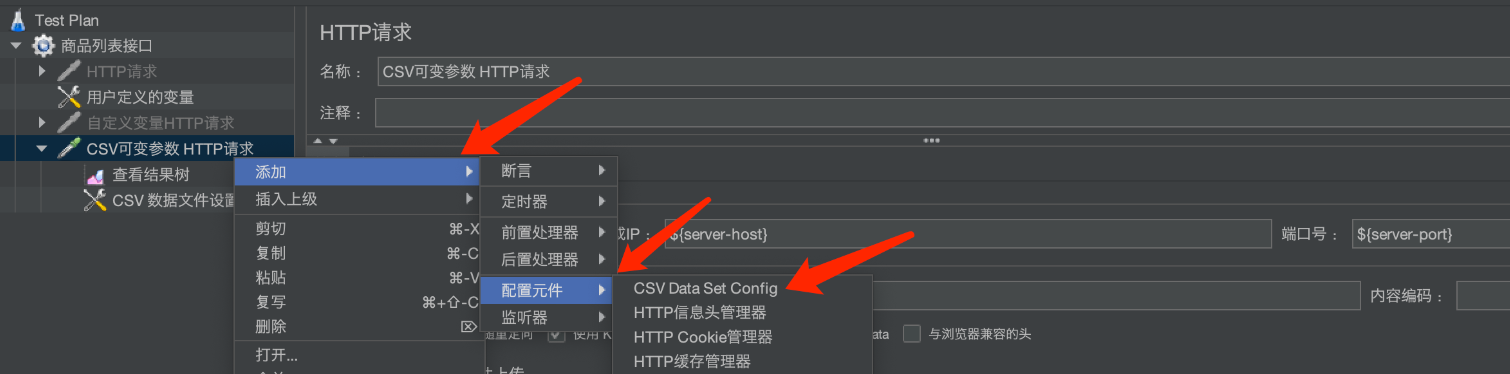 Test Plan
商品列表接口
HTTP请求
用户定义的变量
自定义变量HTTP请求
CSV可变参数 HTTP请求
查看结果树
CSV 数据文件设置
HTTP请求
名称：
CSV可变参数 HTTP请求
注释：
添加
插入上级
剪切 ⌘-X
复制 ⌘-C
粘贴 ⌘-V
复写 ⌘+⇧-C
删除 ⌦
打开...
断言
定时器
前置处理器
后置处理器
配置元件
监听器
CSV Data Set Config
HTTP信息头管理器
HTTP Cookie管理器
HTTP缓存管理器
IP： ${server-host} 端口号： ${server-port}
内容编码：
重定向 使用 K ata 与浏览器兼容的头
上传